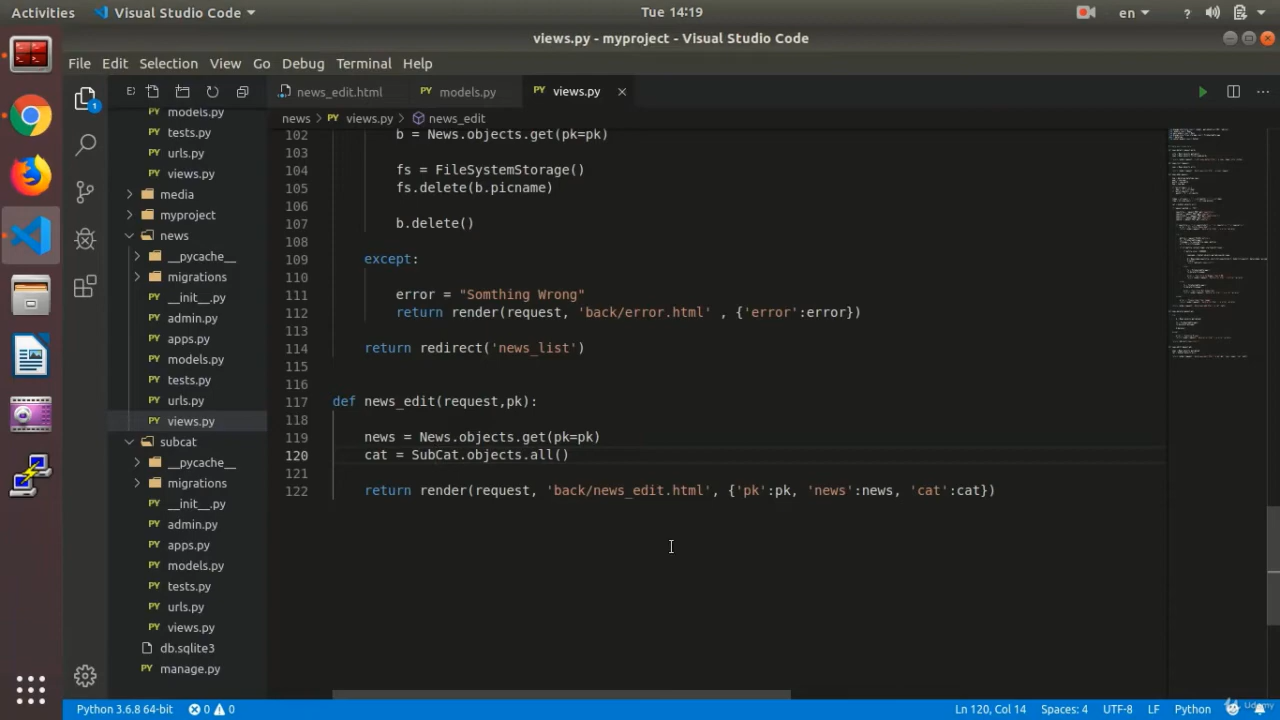 Activities
Visual Studio Code
Tue 14:19
en
views.py - myproject - Visual Studio Code
File Edit Selection View Go Debug Terminal Help
news_edit.html
models.py
views.py
news
views.py
news_edit
1
models.py
tests.py
urls.py
views.py
media
myproject
news
__pycache__
migrations
__init__.py
admin.py
apps.py
models.py
tests.py
urls.py
views.py
subcat
__pycache__
migrations
__init__.py
admin.py
apps.py
models.py
tests.py
urls.py
views.py
db.sqlite3
manage.py
102 b = News.objects.get(pk=pk)
103
104 fs = FileSystemStorage()
105 fs.delete(b.picname)
106
107 b.delete()
108
109 except:
110
111 error = "Somthing Wrong"
112 return render(request, 'back/error.html' , {'error':error})
113
114 return redirect('news_list')
115
116
117 def news_edit(request,pk):
118
119 news = News.objects.get(pk=pk)
120 cat = SubCat.objects.all()
121
122 return render(request, 'back/news_edit.html', {'pk':pk, 'news':news, 'cat':cat})
Python 3.6.8 64-bit
0
0
Ln 120, Col 14
Spaces: 4
UTF-8
LF
Python
Udemy